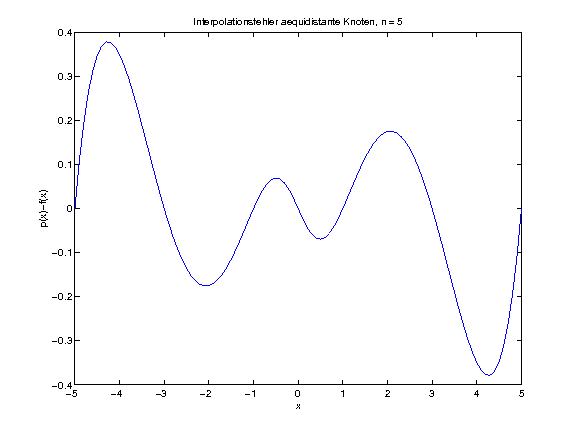 Interpolationsfehler aequidistante Knoten, n = 5
p(x)−f(x)
0.4
0.3
0.2
0.1
0
−0.1
−0.2
−0.3
−0.4
−5 −4 −3 −2 −1 0 1 2 3 4 5
x